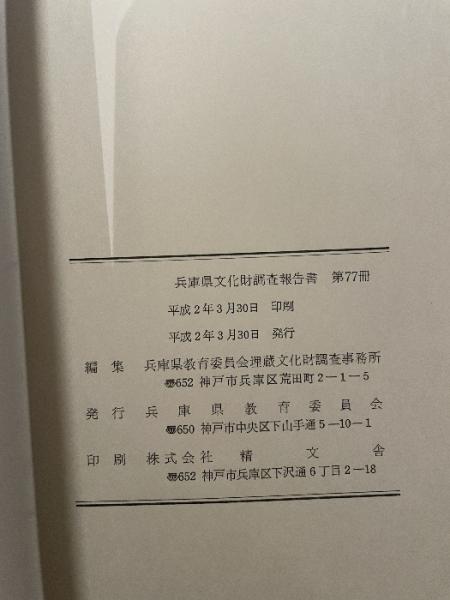 兵庫県文化財調査報告書 第77冊
平成2年3月30日 印刷
平成2年3月30日 発行
編集 兵庫県教育委員会埋蔵文化財調査事務所
〠652 神戸市兵庫区荒田町2-1-5
発行 兵庫県教育委員会
〠650 神戸市中央区下山手通5-10-1
印刷 株式会社 精文舎
〠652 神戸市兵庫区下沢通6丁目2-18